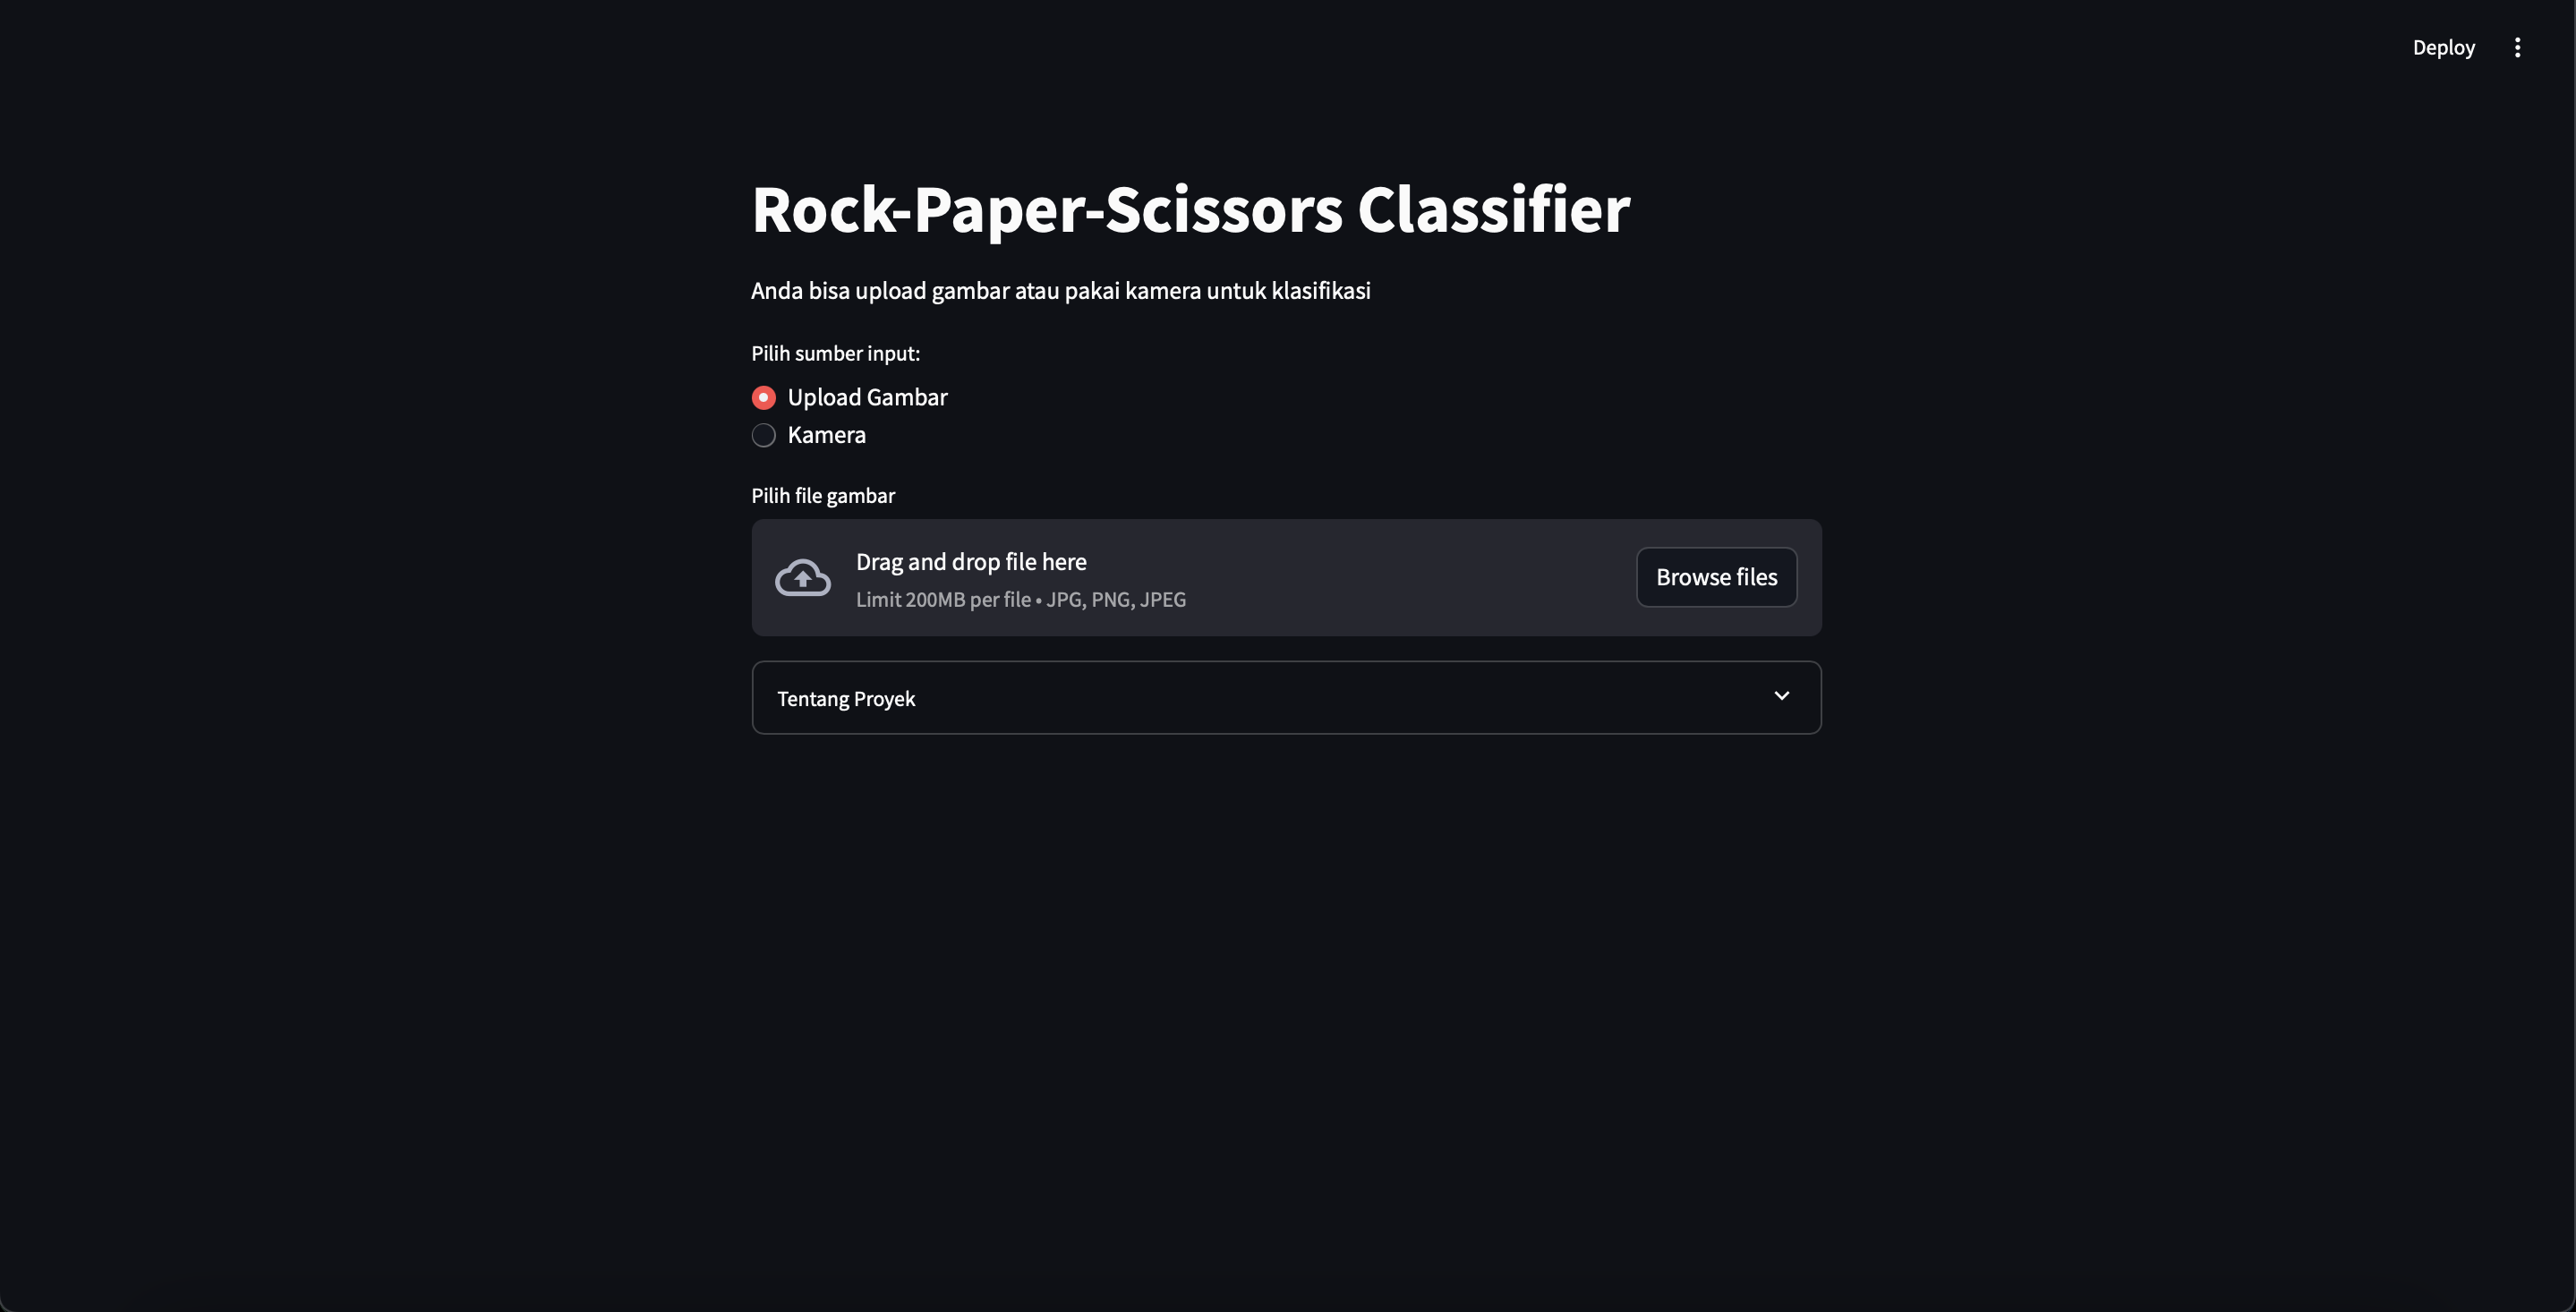 Deploy
Rock-Paper-Scissors Classifier
Anda bisa upload gambar atau pakai kamera untuk klasifikasi
Pilih sumber input:
Upload Gambar
Kamera
Pilih file gambar
Drag and drop file here
Limit 200MB per file • JPG, PNG, JPEG
Browse files
Tentang Proyek